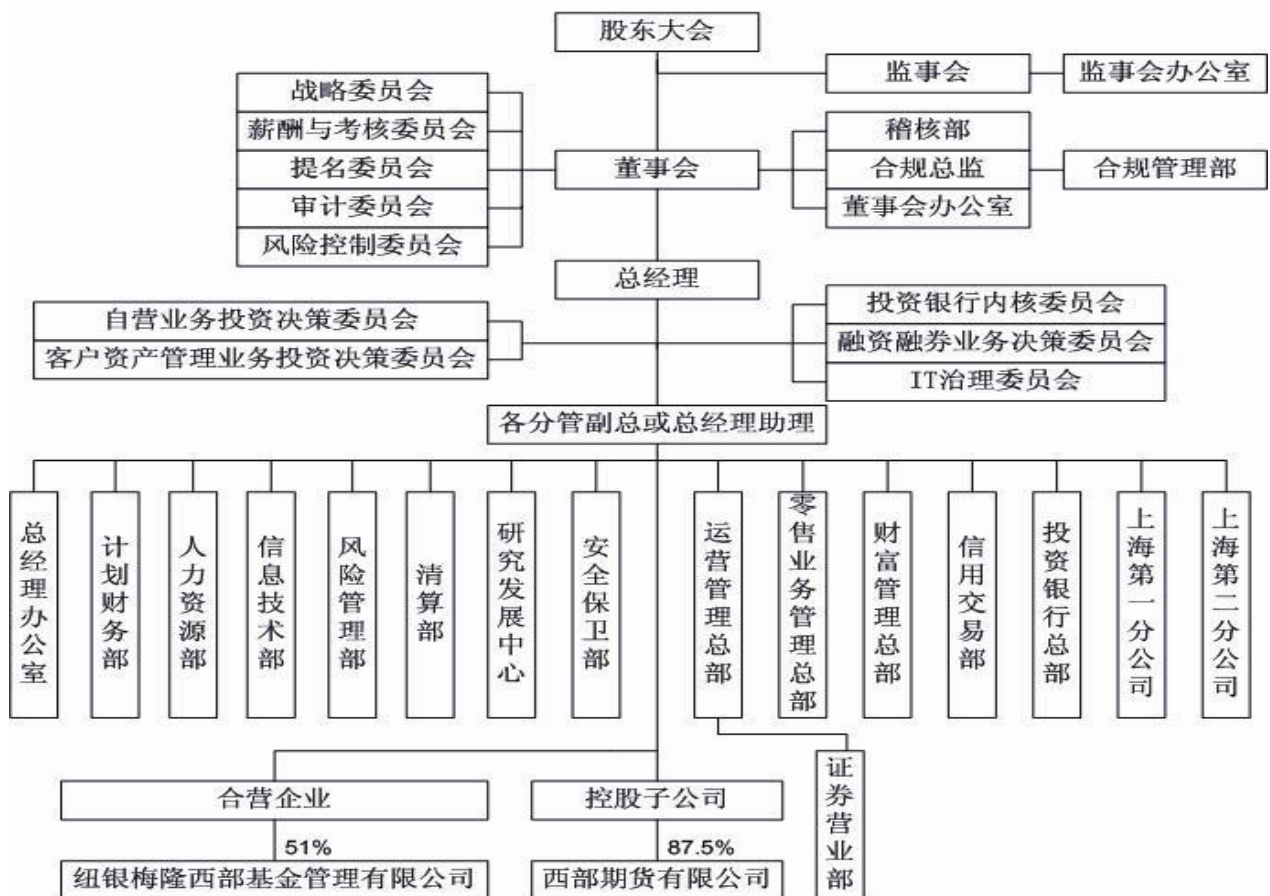 股东大会
监事会
监事会办公室
战略委员会
薪酬与考核委员会
提名委员会
审计委员会
风险控制委员会
董事会
稽核部
合规总监
董事会办公室
合规管理部
总经理
自营业务投资决策委员会
客户资产管理业务投资决策委员会
投资银行内核委员会
融资融券业务决策委员会
IT治理委员会
各分管副总或总经理助理
总经理办公室
计划财务部
人力资源部
信息技术部
风险管理部
清算部
研究发展中心
安全保卫部
运营管理总部
零售业务管理总部
财富管理总部
信用交易部
投资银行总部
上海第一分公司
上海第二分公司
证券营业部
合营企业
控股子公司
51%
87.5%
纽银梅隆西部基金管理有限公司
西部期货有限公司